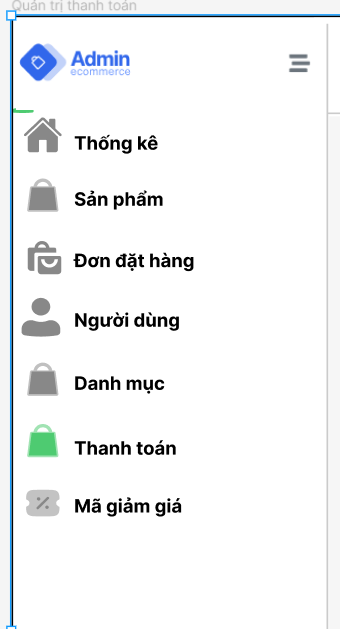 Quản trị thanh toán
Admin
ecommerce
Thống kê
Sản phẩm
Đơn đặt hàng
Người dùng
Danh mục
Thanh toán
Mã giảm giá